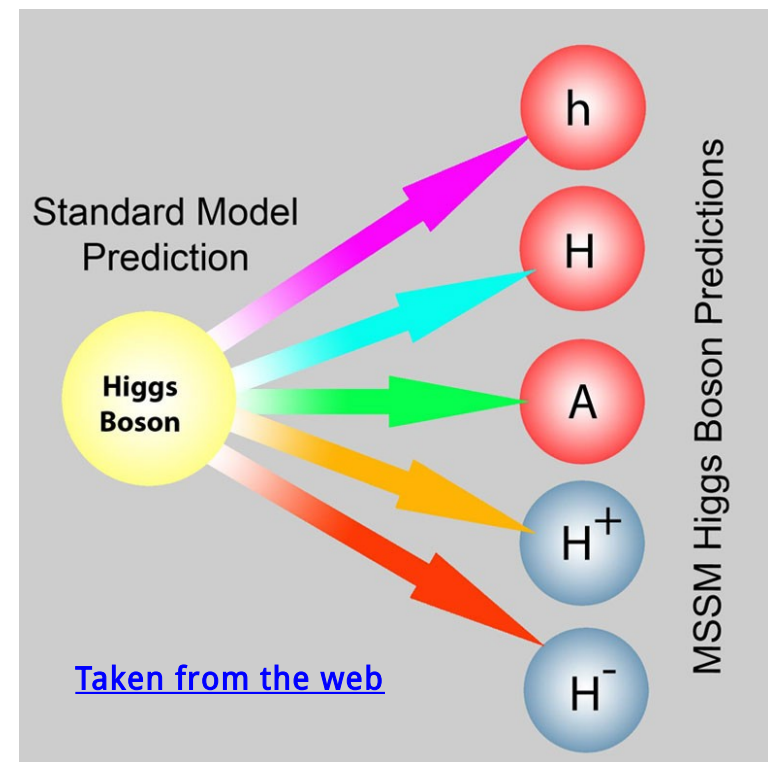 Standard Model
Prediction
Higgs
Boson
h
H
A
H+
H-
MSSM Higgs Boson Predictions
Taken from the web